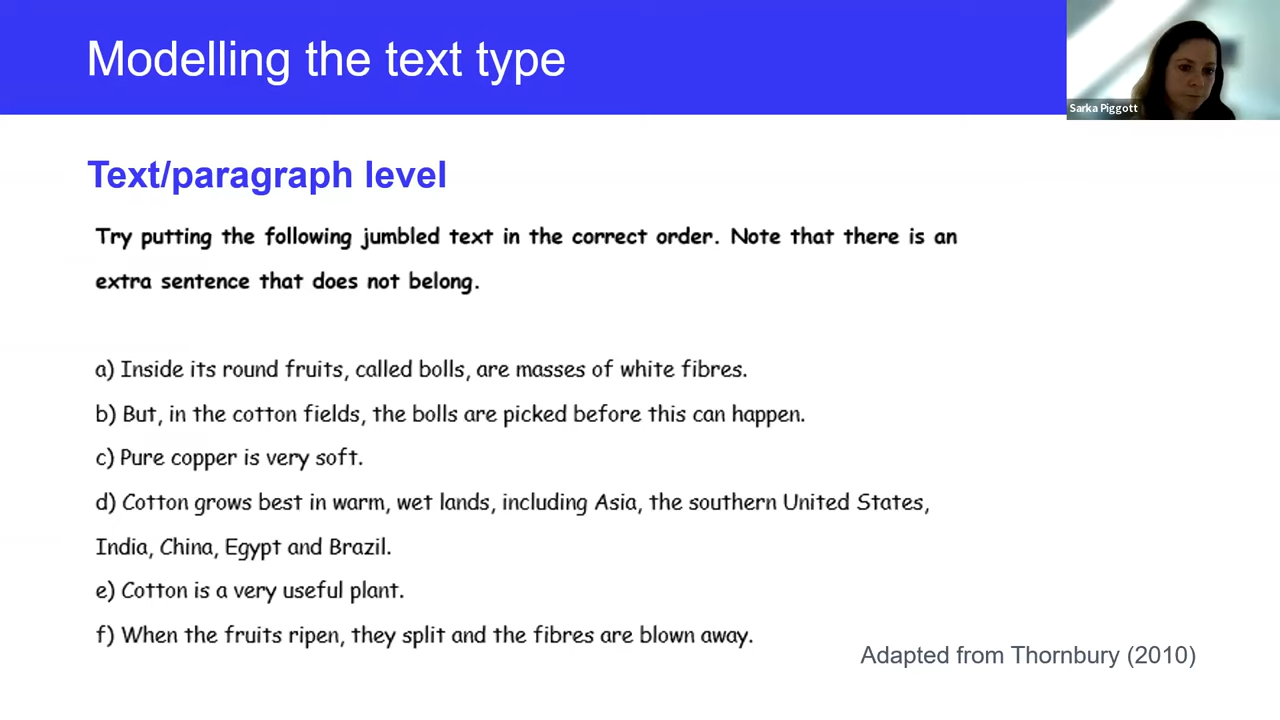 Modelling the text type
Sarka Piggott
Text/paragraph level
Try putting the following jumbled text in the correct order. Note that there is an
extra sentence that does not belong.
a) Inside its round fruits, called bolls, are masses of white fibres.
b) But, in the cotton fields, the bolls are picked before this can happen.
c) Pure copper is very soft.
d) Cotton grows best in warm, wet lands, including Asia, the southern United States,
India, China, Egypt and Brazil.
e) Cotton is a very useful plant.
f) When the fruits ripen, they split and the fibres are blown away.
Adapted from Thornbury (2010)